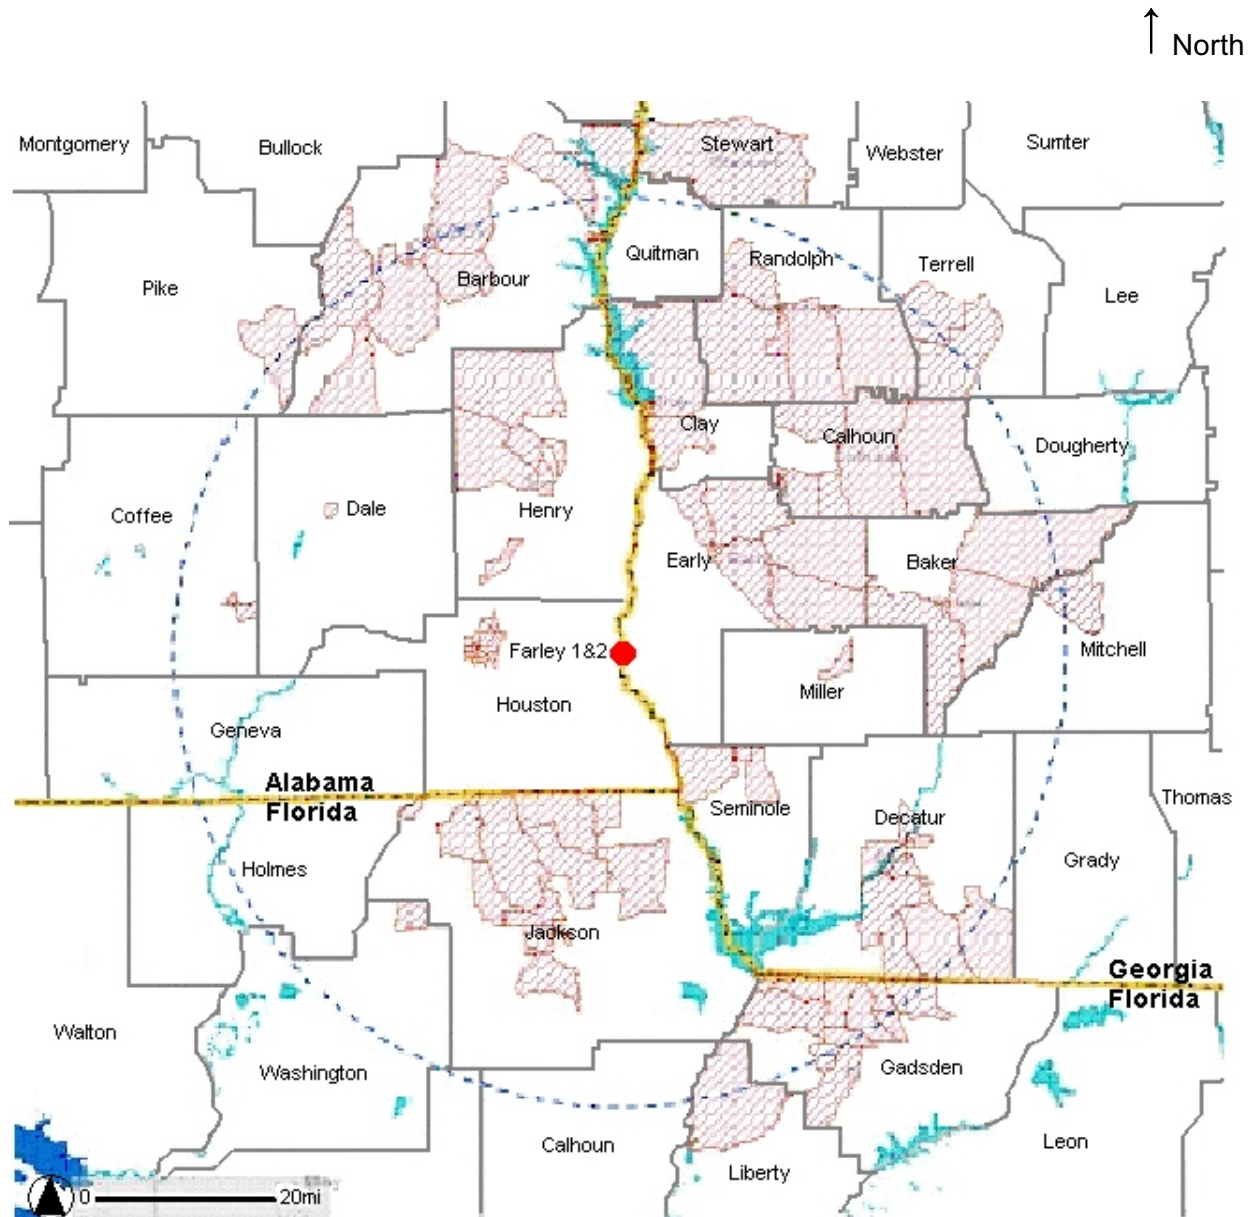 North
Montgomery
Bullock
Stewart
Webster
Sumter
Pike
Barbour
Quitman
Randolph
Terrell
Lee
Clay
Calhoun
Dougherty
Coffee
Dale
Henry
Early
Baker
Farley 1&2
Mitchell
Miller
Houston
Geneva
Alabama
Florida
Seminole
Decatur
Thomas
Holmes
Grady
Jackson
Georgia
Florida
Walton
Washington
Gadsden
Calhoun
Liberty
Leon
0 20mi